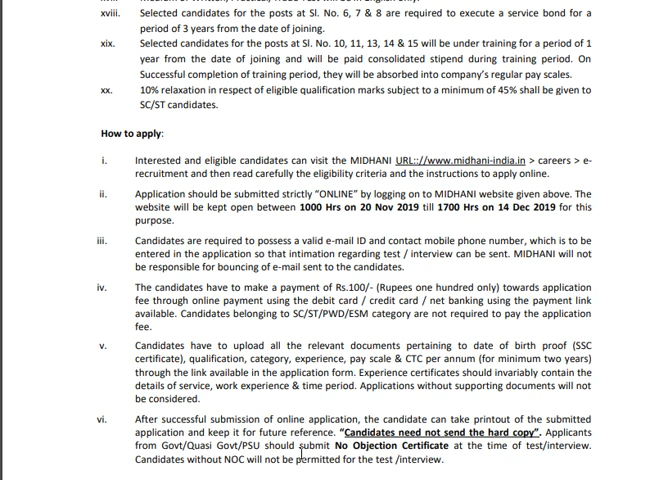 xviii. Selected candidates for the posts at Sl. No. 6, 7 & 8 are required to execute a service bond for a
period of 3 years from the date of joining.
xix. Selected candidates for the posts at Sl. No. 10, 11, 13, 14 & 15 will be under training for a period of 1
year from the date of joining and will be paid consolidated stipend during training period. On
Successful completion of training period, they will be absorbed into company's regular pay scales.
xx. 10% relaxation in respect of eligible qualification marks subject to a minimum of 45% shall be given to
SC/ST candidates.
How to apply:
i. Interested and eligible candidates can visit the MIDHANI URL:://www.midhani-india.in > careers > e-
recruitment and then read carefully the eligibility criteria and the instructions to apply online.
ii. Application should be submitted strictly "ONLINE" by logging on to MIDHANI website given above. The
website will be kept open between 1000 Hrs on 20 Nov 2019 till 1700 Hrs on 14 Dec 2019 for this
purpose.
iii. Candidates are required to possess a valid e-mail ID and contact mobile phone number, which is to be
entered in the application so that intimation regarding test / interview can be sent. MIDHANI will not
be responsible for bouncing of e-mail sent to the candidates.
iv. The candidates have to make a payment of Rs.100/- (Rupees one hundred only) towards application
fee through online payment using the debit card / credit card / net banking using the payment link
available. Candidates belonging to SC/ST/PWD/ESM category are not required to pay the application
fee.
v. Candidates have to upload all the relevant documents pertaining to date of birth proof (SSC
certificate), qualification, category, experience, pay scale & CTC per annum (for minimum two years)
through the link available in the application form. Experience certificates should invariably contain the
details of service, work experience & time period. Applications without supporting documents will not
be considered.
vi. After successful submission of online application, the candidate can take printout of the submitted
application and keep it for future reference. "Candidates need not send the hard copy". Applicants
from Govt/Quasi Govt/PSU should submit No Objection Certificate at the time of test/interview.
Candidates without NOC will not be permitted for the test /interview.